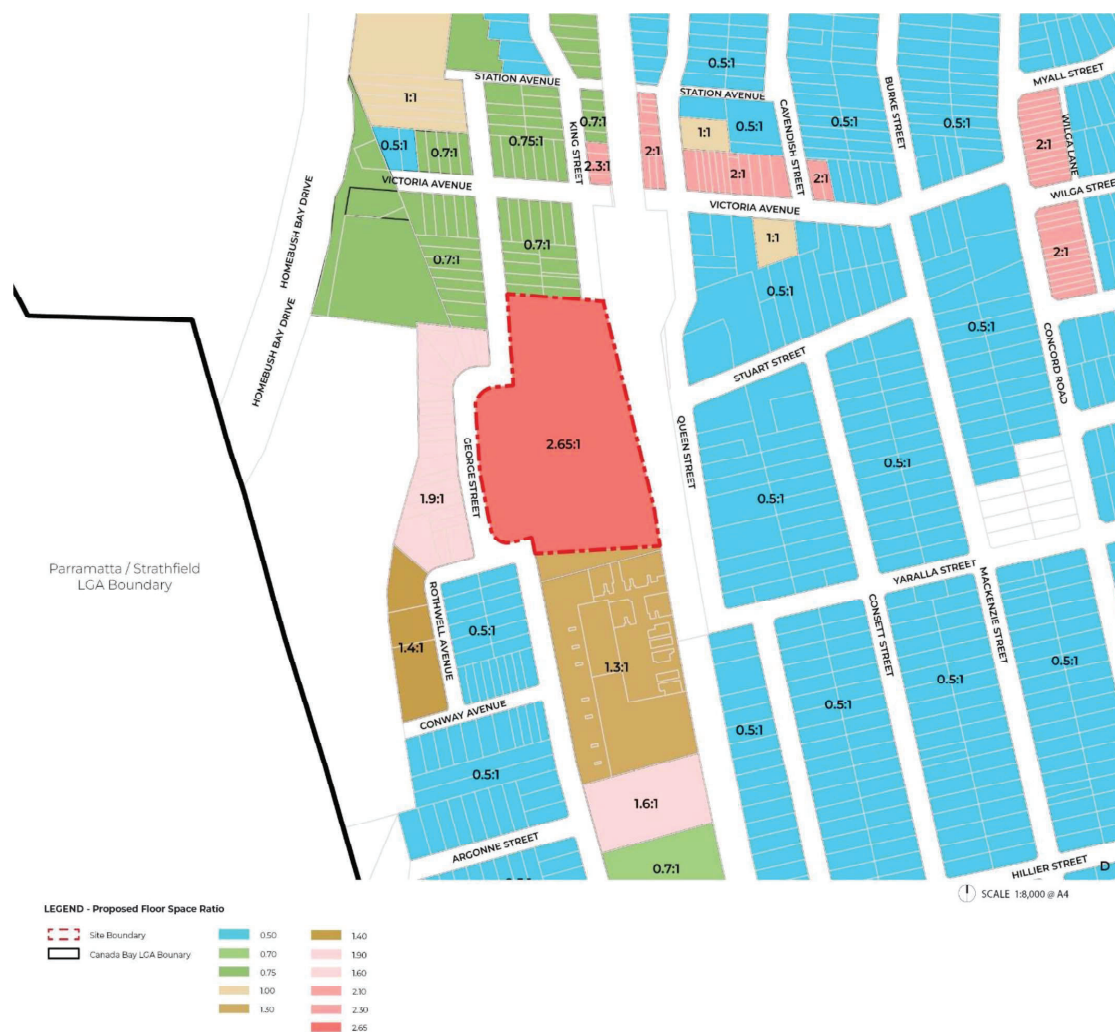 0.5:1
STATION AVENUE
MYALL STREET
STATION AVENUE
1:1
0.7:1
KING STREET
CAVENDISH STREET
BURKE STREET
WILGA LANE
0.75:1
1:1
0.5:1
0.5:1
0.5:1
0.5:1
0.7:1
2.3:1
2:1
2:1
2:1
2:1
VICTORIA AVENUE
WILGA STREET
VICTORIA AVENUE
HOMEBUSH BAY DRIVE
1:1
0.7:1
0.7:1
2:1
0.5:1
0.5:1
HOMEBUSH BAY DRIVE
STUART STREET
CONCORD ROAD
GEORGE STREET
2.65:1
QUEEN STREET
0.5:1
0.5:1
1.9:1
Parramatta / Strathfield
LGA Boundary
YARALLA STREET
ROTHWELL AVENUE
CONSETT STREET
MACKENZIE STREET
0.5:1
1.4:1
1.3:1
0.5:1
0.5:1
0.5:1
CONWAY AVENUE
0.5:1
0.5:1
1.6:1
ARGONNE STREET
0.7:1
HILLIER STREET
D
SCALE 1:8,000 @ A4
LEGEND - Proposed Floor Space Ratio
Site Boundary
Canada Bay LGA Bounary
0.50
0.70
0.75
1.00
1.30
1.40
1.90
1.60
2.10
2.30
2.65